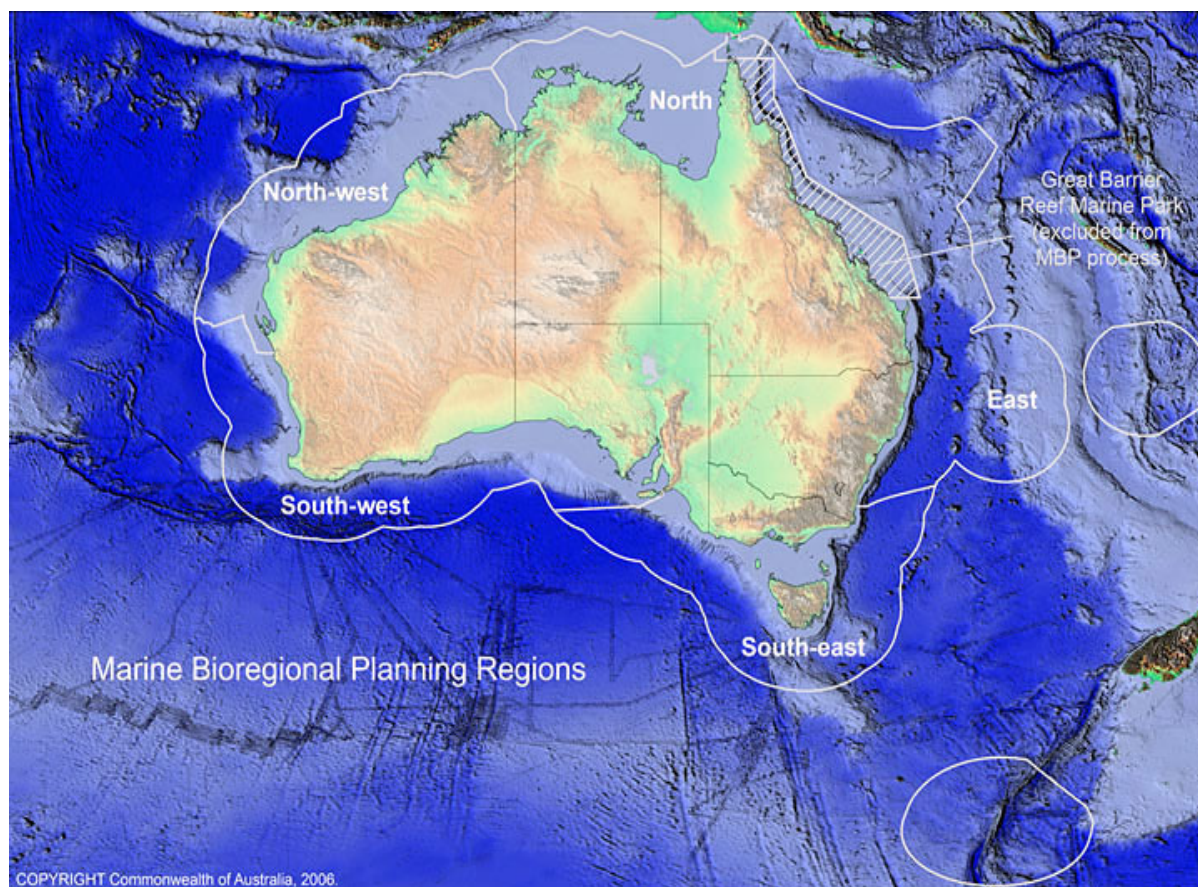 North
North-west
Great Barrier
Reef Marine Park
(excluded from
MBP process)
East
South-west
South-east
Marine Bioregional Planning Regions
COPYRIGHT Commonwealth of Australia, 2006.